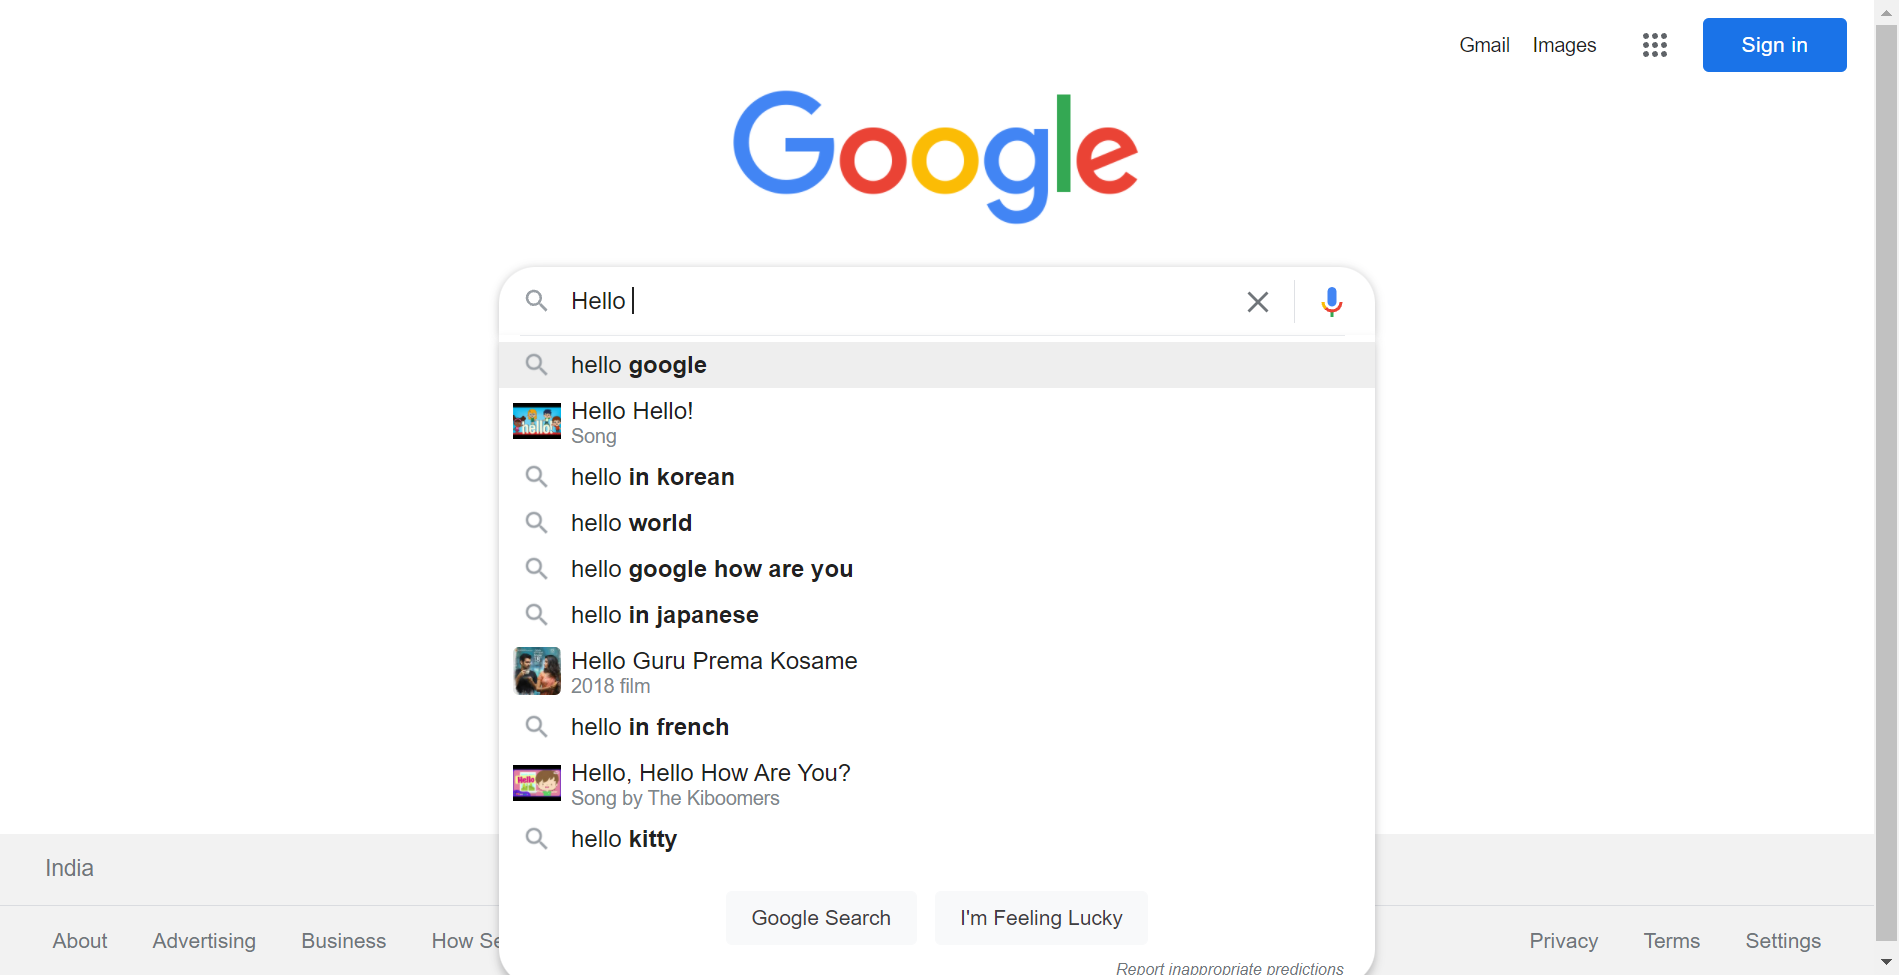 Gmail Images Sign in
Google
Hello
hello google
hello!
Hello Hello!
Song
hello in korean
hello world
hello google how are you
hello in japanese
Hello Guru Prema Kosame
2018 film
hello in french
Hello
Hello, Hello How Are You?
Song by The Kiboomers
hello kitty
India
Google Search I'm Feeling Lucky
About Advertising Business How Se Privacy Terms Settings
Report inappropriate predictions